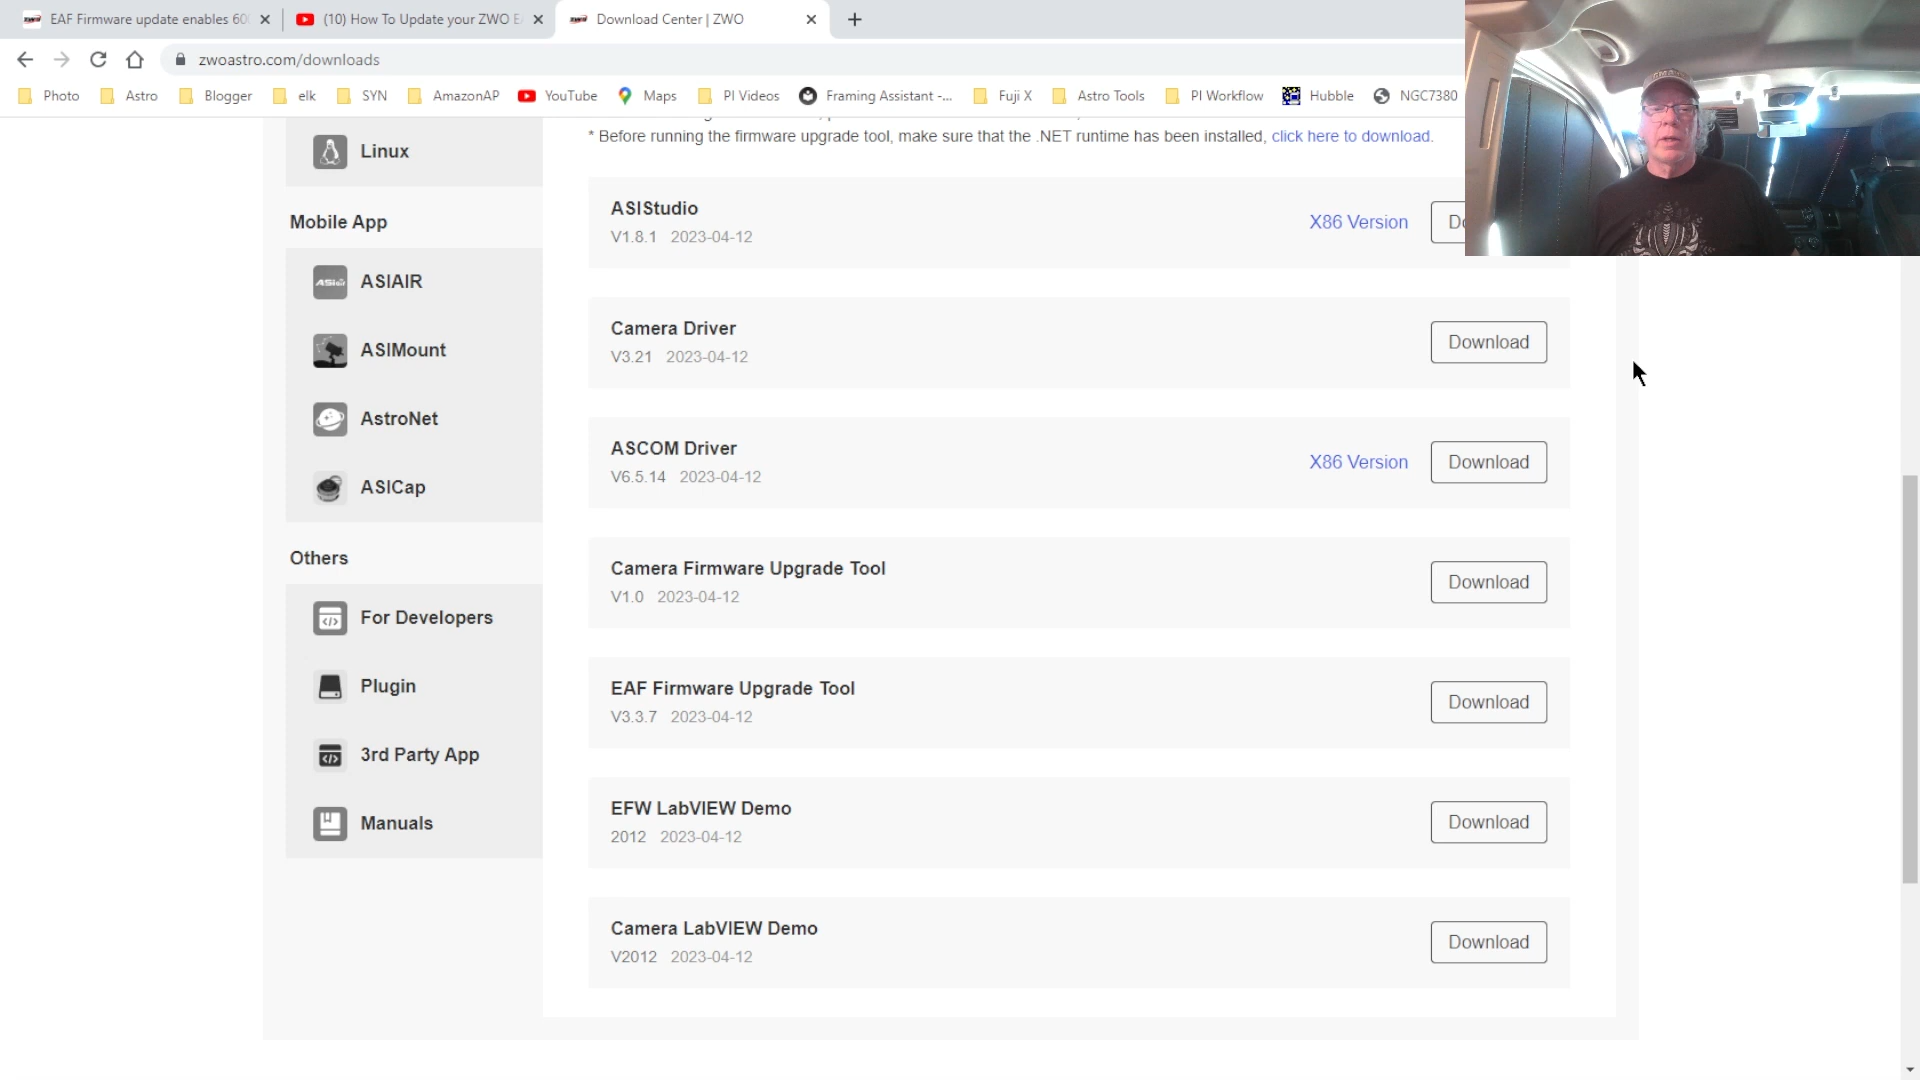 EAF Firmware update enables 60
(10) How To Update your ZWO E
Download Center | ZWO
zwoastro.com/downloads
Photo
Astro
Blogger
elk
SYN
AmazonAP
YouTube
Maps
PI Videos
Framing Assistant -...
Fuji X
Astro Tools
PI Workflow
Hubble
NGC7380
* Before running the firmware upgrade tool, make sure that the .NET runtime has been installed, click here to download.
Linux
Mobile App
ASIAIR
ASIMount
AstroNet
ASICap
Others
For Developers
Plugin
3rd Party App
Manuals
ASIStudio
V1.8.1 2023-04-12
X86 Version
Camera Driver
V3.21 2023-04-12
Download
ASCOM Driver
V6.5.14 2023-04-12
X86 Version
Download
Camera Firmware Upgrade Tool
V1.0 2023-04-12
Download
EAF Firmware Upgrade Tool
V3.3.7 2023-04-12
Download
EFW LabVIEW Demo
2012 2023-04-12
Download
Camera LabVIEW Demo
V2012 2023-04-12
Download